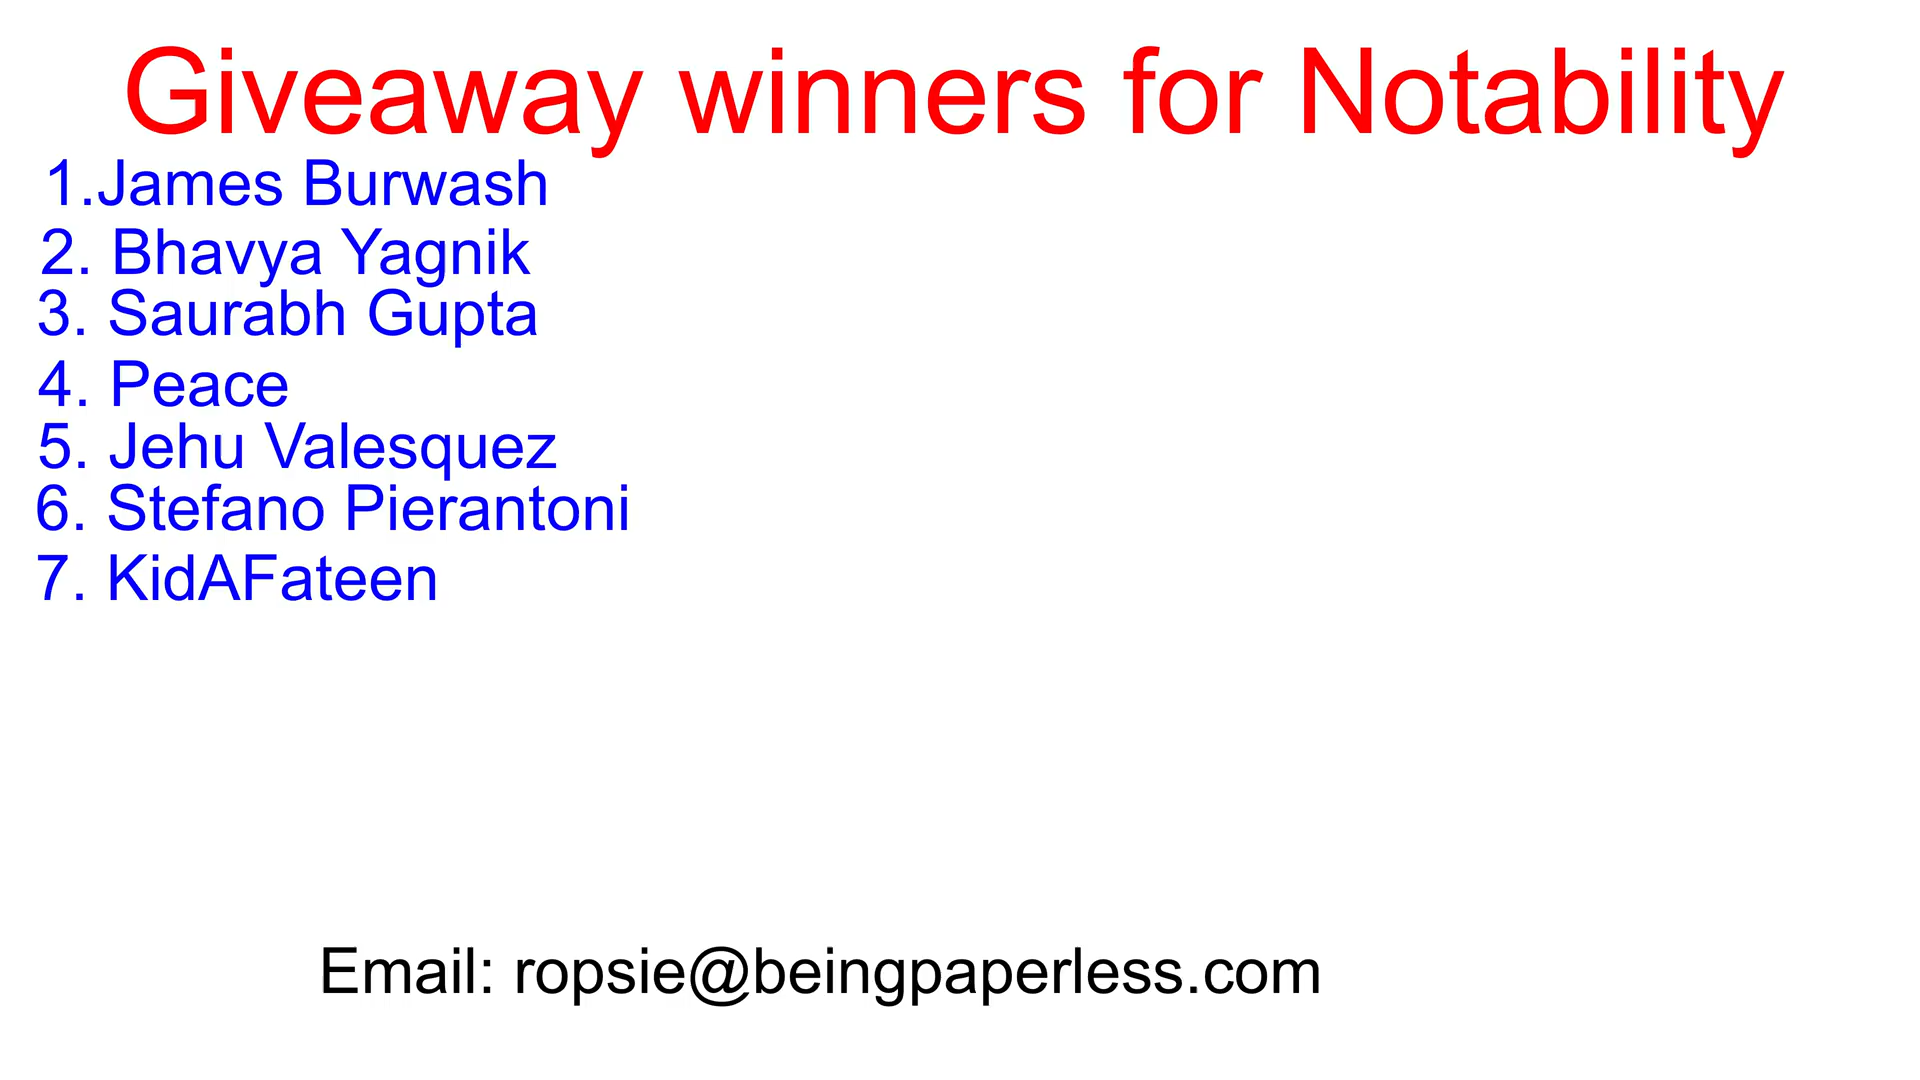 Giveaway winners for Notability
1.James Burwash
2. Bhavya Yagnik
3. Saurabh Gupta
4. Peace
5. Jehu Valesquez
6. Stefano Pierantoni
7. KidAFateen
Email: ropsie@beingpaperless.com